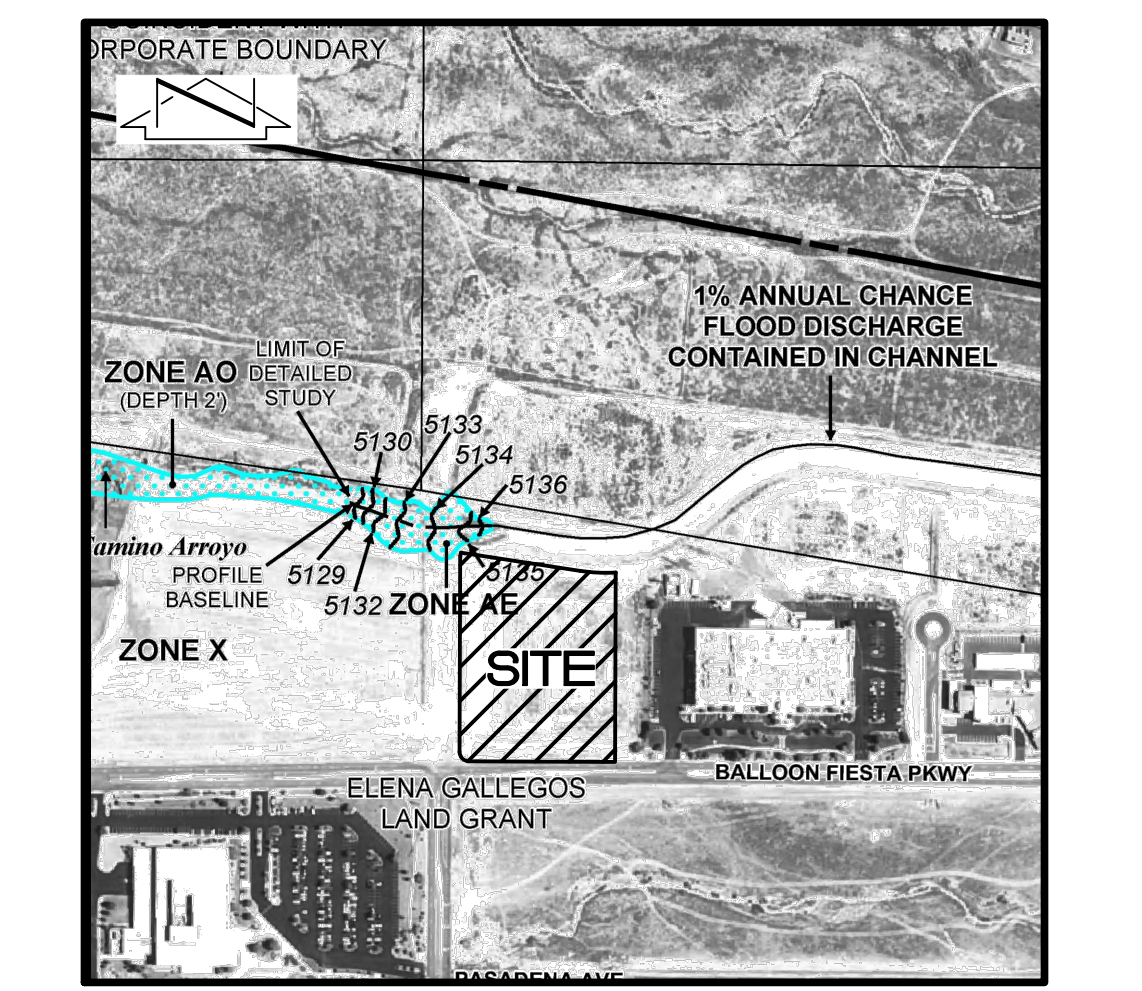 ORPORATE BOUNDARY
1% ANNUAL CHANCE
FLOOD DISCHARGE
CONTAINED IN CHANNEL
LIMIT OF
DETAILED
STUDY
ZONE AO
(DEPTH 2')
5133
5130
5134
5136
amino Arroyo
PROFILE
BASELINE
5129
5135
5132
ZONE AE
ZONE X
SITE
BALLOON FIESTA PKWY
ELENA GALLEGOS
LAND GRANT
PASADENA AVE